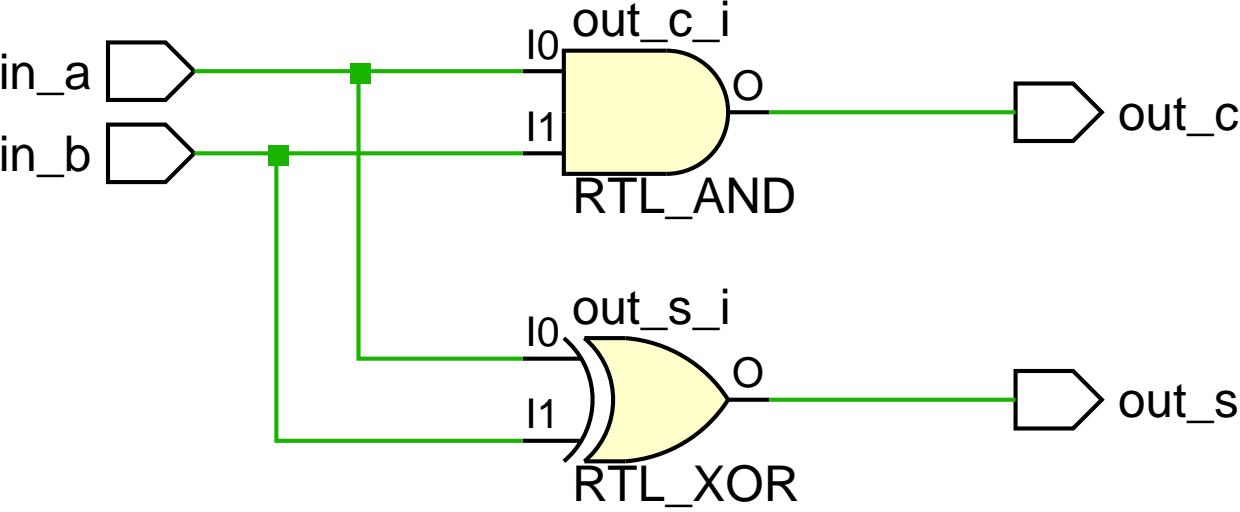 out_c_i
in_a
I0
O
out_c
in_b
I1
RTL_AND
out_s_i
I0
O
out_s
I1
RTL_XOR